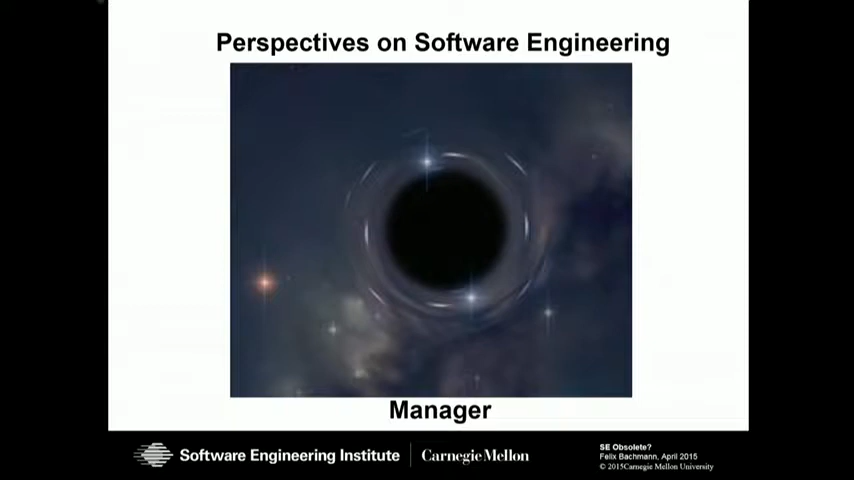 Perspectives on Software Engineering
Manager
Software Engineering Institute
Carnegie Mellon
SE Obsolete?
Felix Bachmann, April 2015
© 2015Carnegie Mellon University